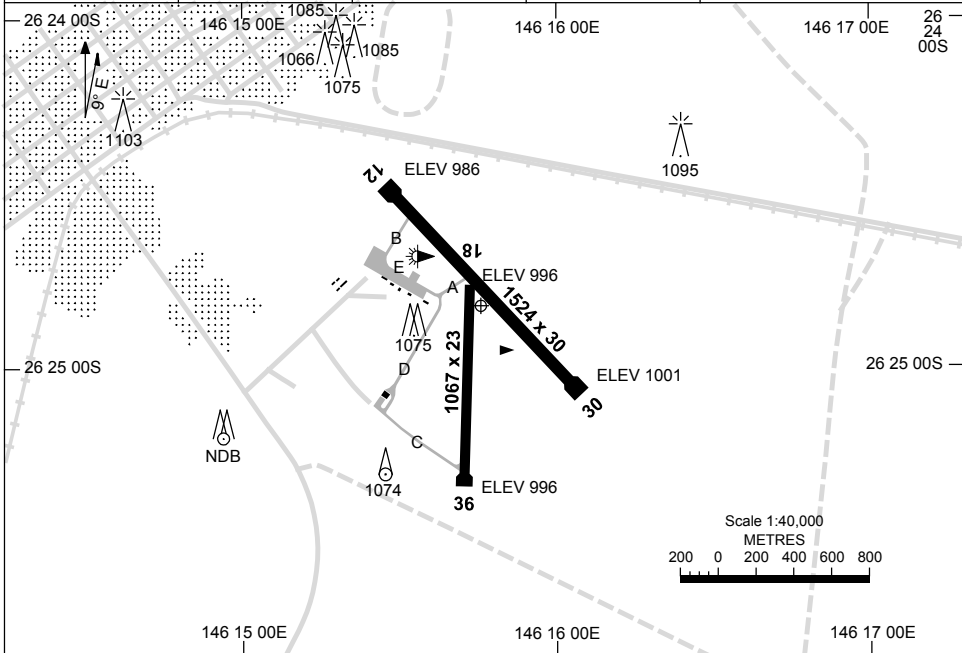 26 24 00S
146 15 00E
146 16 00E
146 17 00E
26
24
00S
1085
1085
1066
1075
9° E
1103
1095
12
ELEV 986
B
18
E
ELEV 996
A
1524 x 30
1075
1067 x 23
26 25 00S
26 25 00S
D
ELEV 1001
30
C
NDB
1074
ELEV 996
36
Scale 1:40,000
METRES
200 0 200 400 600 800
146 15 00E
146 16 00E
146 17 00E